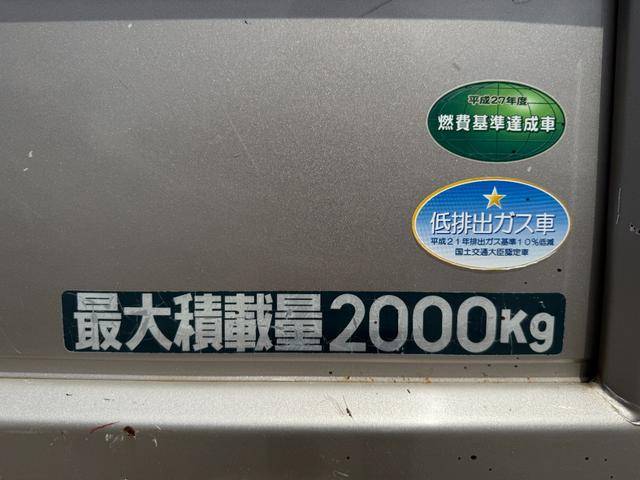 平成27年度
燃費基準達成車
低排出ガス車
平成21年排出ガス基準10%低減
国土交通大臣認定車
最大積載量2000Kg